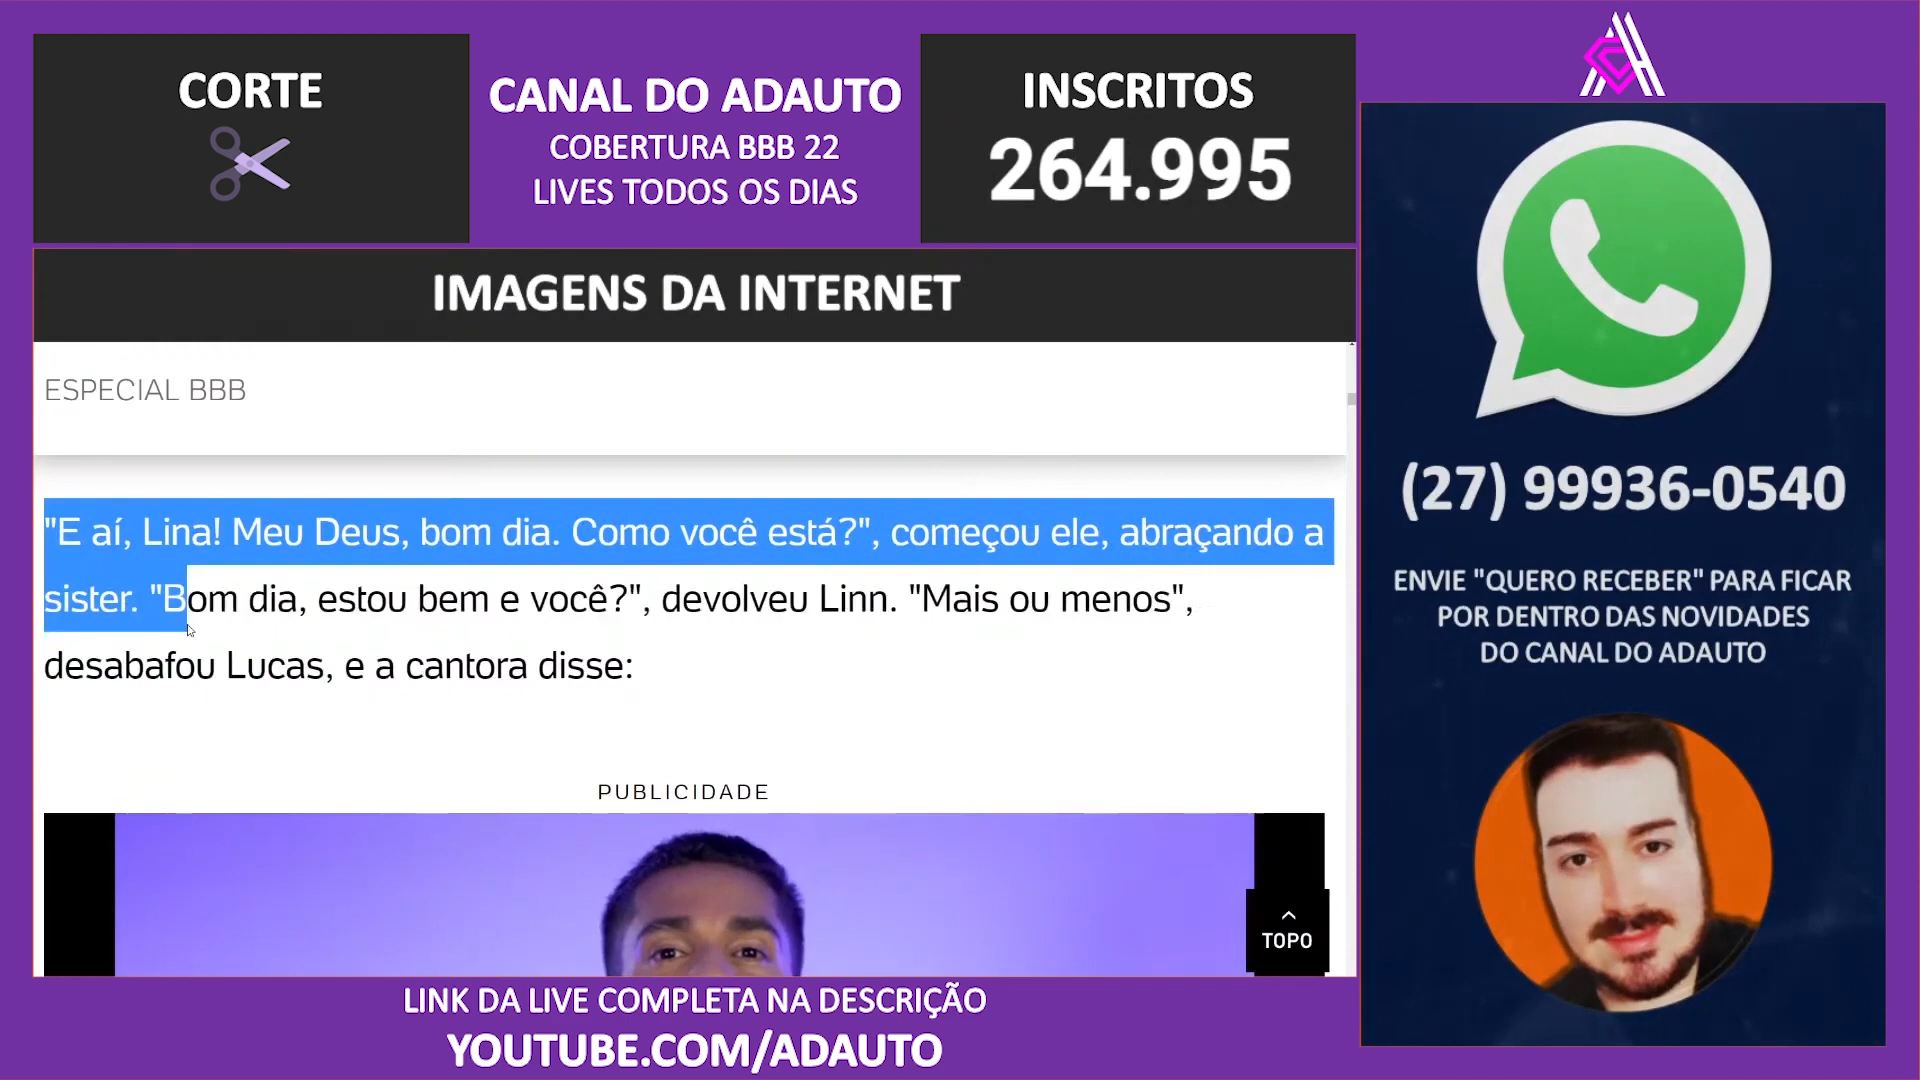 CORTE
CANAL DO ADAUTO
COBERTURA BBB 22
LIVES TODOS OS DIAS
INSCRITOS
264.995
IMAGENS DA INTERNET
ESPECIAL BBB
"E aí, Lina! Meu Deus, bom dia. Como você está?", começou ele, abraçando a
sister. "Bom dia, estou bem e você?", devolveu Linn. "Mais ou menos",
desabafou Lucas, e a cantora disse:
PUBLICIDADE
TOPO
LINK DA LIVE COMPLETA NA DESCRIÇÃO
YOUTUBE.COM/ADAUTO
(27) 99936-0540
ENVIE "QUERO RECEBER" PARA FICAR
POR DENTRO DAS NOVIDADES
DO CANAL DO ADAUTO